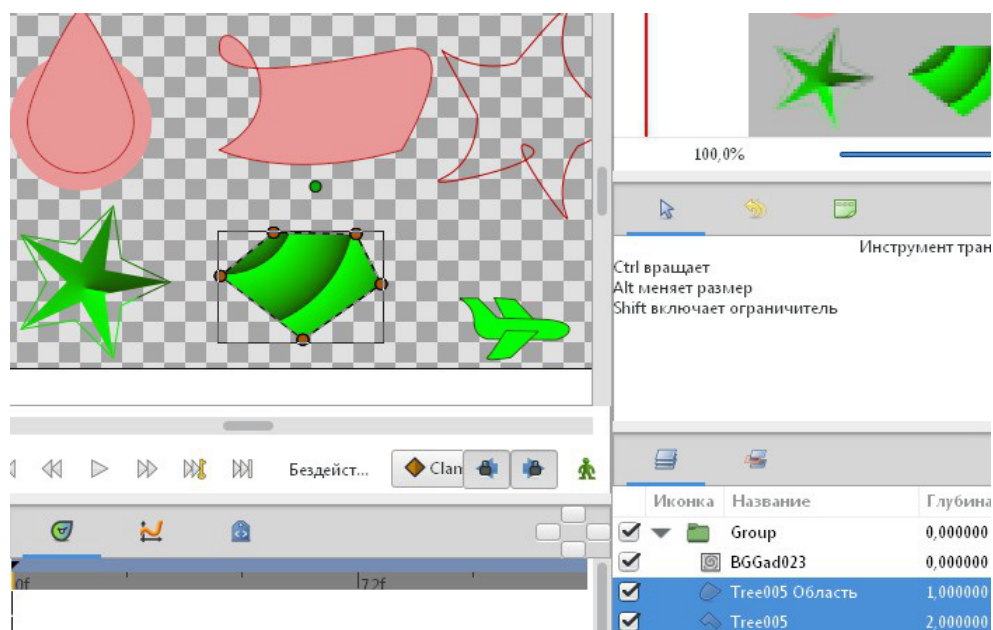 100,0%
Инструмент тран
Ctrl вращает
Alt меняет размер
Shift включает ограничитель
Бездейст...
Clan
Иконка Название Глубина
Group 0,000000
BGGad023 0,000000
0f 72f
Tree005 Область 1,000000
Tree005 2,000000